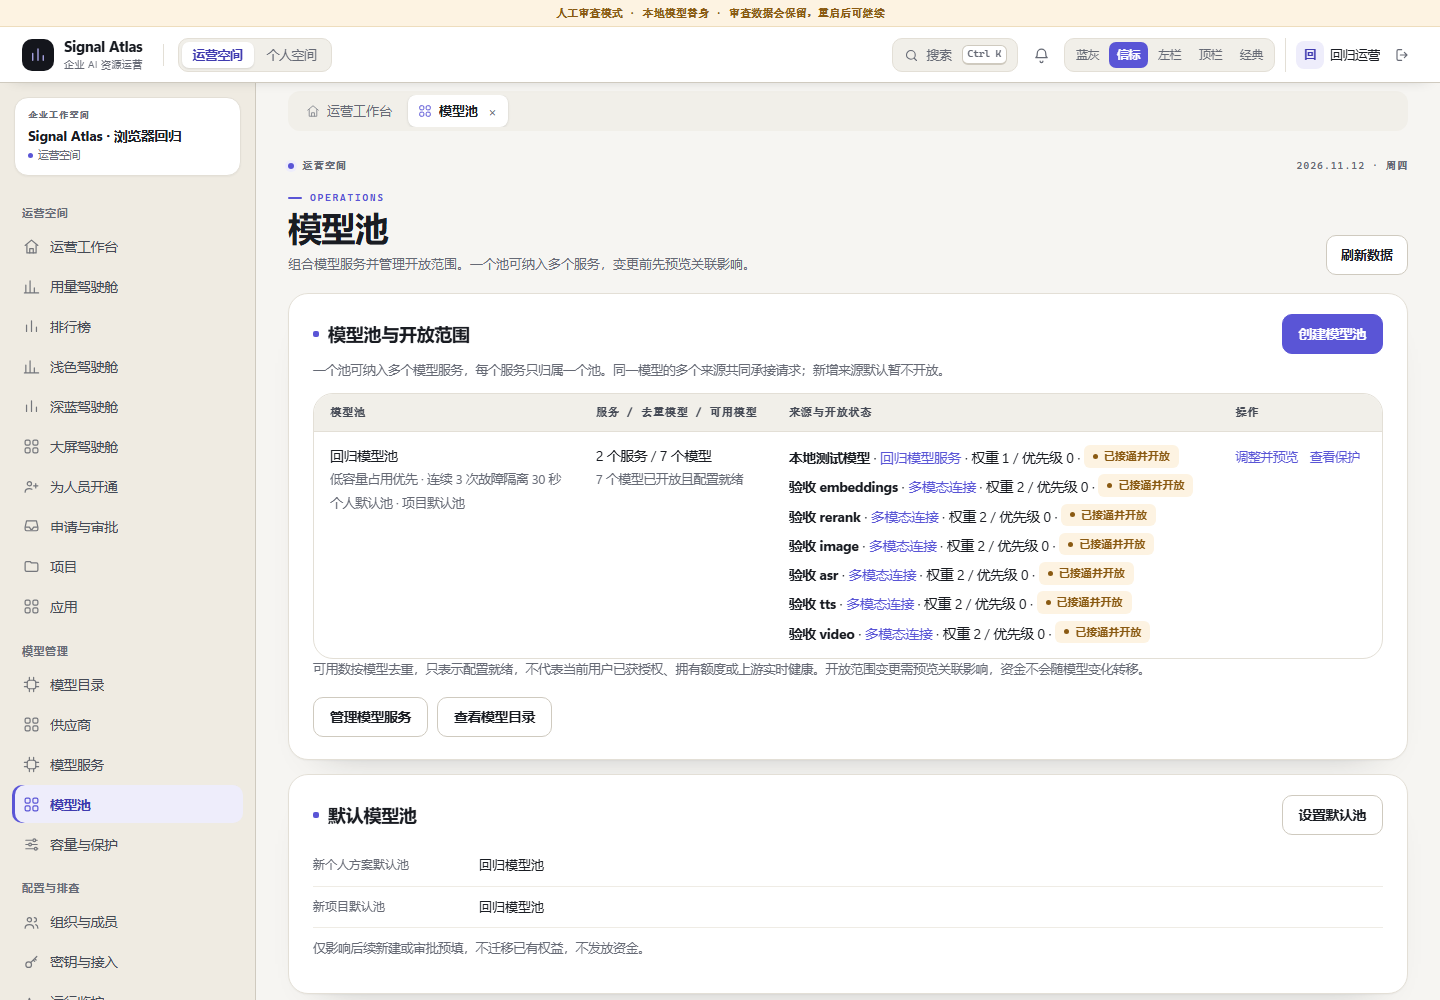 人工审查模式 · 本地模型替身 · 审查数据会保留，重启后可继续
Signal Atlas
企业 AI 资源运营
运营空间
个人空间
搜索 Ctrl K
蓝灰
信标
左栏
顶栏
经典
回 回归运营
企业工作空间
Signal Atlas · 浏览器回归
运营空间
运营空间
运营工作台
用量驾驶舱
排行榜
浅色驾驶舱
深蓝驾驶舱
大屏驾驶舱
为人员开通
申请与审批
项目
应用
模型管理
模型目录
供应商
模型服务
模型池
容量与保护
配置与排查
组织与成员
密钥与接入
运行监控
运营工作台
模型池 ×
运营空间
2026.11.12 · 周四
OPERATIONS
模型池
组合模型服务并管理开放范围。一个池可纳入多个服务，变更前先预览关联影响。
刷新数据
模型池与开放范围
创建模型池
一个池可纳入多个模型服务，每个服务只归属一个池。同一模型的多个来源共同承接请求；新增来源默认暂不开放。
模型池
服务 / 去重模型 / 可用模型
来源与开放状态
操作
回归模型池
低容量占用优先 · 连续 3 次故障隔离 30 秒
个人默认池 · 项目默认池
2 个服务 / 7 个模型
7 个模型已开放且配置就绪
本地测试模型 · 回归模型服务 · 权重 1 / 优先级 0 · 已接通并开放
验收 embeddings · 多模态连接 · 权重 2 / 优先级 0 · 已接通并开放
验收 rerank · 多模态连接 · 权重 2 / 优先级 0 · 已接通并开放
验收 image · 多模态连接 · 权重 2 / 优先级 0 · 已接通并开放
验收 asr · 多模态连接 · 权重 2 / 优先级 0 · 已接通并开放
验收 tts · 多模态连接 · 权重 2 / 优先级 0 · 已接通并开放
验收 video · 多模态连接 · 权重 2 / 优先级 0 · 已接通并开放
调整并预览 查看保护
可用数按模型去重，只表示配置就绪，不代表当前用户已获授权、拥有额度或上游实时健康。开放范围变更需预览关联影响，资金不会随模型变化转移。
管理模型服务
查看模型目录
默认模型池
设置默认池
新个人方案默认池
回归模型池
新项目默认池
回归模型池
仅影响后续新建或审批预填，不迁移已有权益，不发放资金。